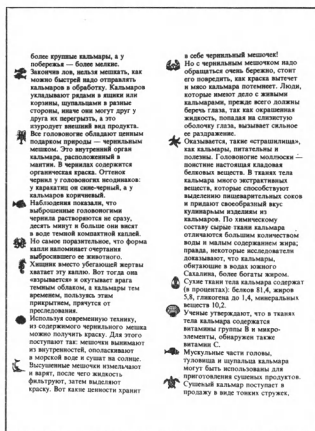 более крупные кальмары, а у
побережья — более мелкие.
Закончив лов, нельзя мешкать, как
можно быстрей надо отправлять
кальмаров в обработку. Кальмаров
укладывают рядами в ящики или
корзины, щупальцами в разные
стороны, иначе они могут друг у
друга их перегрызть, а это
изуродует внешний вид продукта.
Все головоногие обладают ценным
подарком природы — чернильным
мешком. Это внутренний орган
кальмара, расположенный в
мантии. В чернилах содержится
органическая краска. Оттенок
чернил у головоногих неодинаков:
у каракатиц он сине-черный, а у
кальмаров коричневый.
Наблюдения показали, что
выброшенные головоногими
чернила растворяются не сразу,
десять минут и больше они висят
в воде темной компактной каплей.
Но самое поразительное, что форма
капли напоминает очертания
выбросившего ее животного.
Хищник вместо убегающей жертвы
хватает эту каплю. Вот тогда она
«взрывается» и окутывает врага
темным облаком, а кальмары тем
временем, пользуясь этим
прикрытием, прячутся от
преследования.
Используя современную технику,
из содержимого чернильного мешка
можно получить краску. Для этого
поступают так: мешочки вынимают
из внутренностей, ополаскивают
в морской воде и сушат на солнце.
Высушенные мешочки измельчают
и варят, после чего жидкость
фильтруют, затем выделяют
краску. Вот какие ценности хранит
в себе чернильный мешочек!
Но с чернильным мешочком надо
обращаться очень бережно, стоит
его повредить, как краска вытечет
и мясо кальмара потемнеет. Люди,
которые имеют дело с живыми
кальмарами, прежде всего должны
беречь глаза, так как окрашенная
жидкость, попадая на слизистую
оболочку глаза, вызывает сильное
ее раздражение.
Оказывается, такие «страшилища»,
как кальмары, питательны и
полезны. Головоногие моллюски —
поистине настоящая кладовая
белковых веществ. В тканях тела
кальмара много экстрактивных
веществ, которые способствуют
выделению пищеварительных соков
и придают своеобразный вкус
кулинарным изделиям из
кальмаров. По химическому
составу сырые ткани кальмара
отличаются большим количеством
воды и малым содержанием жира;
правда, некоторые исследователи
доказывают, что кальмары,
обитающие в водах южного
Сахалина, более богаты жиром.
Сухие ткани тела кальмара содержат
(в процентах): белков 81,4, жиров
5,8, гликогена до 1,4, минеральных
веществ 10,2.
Ученые утверждают, что в тканях
тела кальмара содержатся
витамины группы В и микро-
элементы, обнаружен также
витамин С.
Мускульные части головы,
туловища и щупальца кальмара
могут быть использованы для
приготовления сушеных продуктов.
Сушеный кальмар поступает в
продажу в виде тонких стружек,